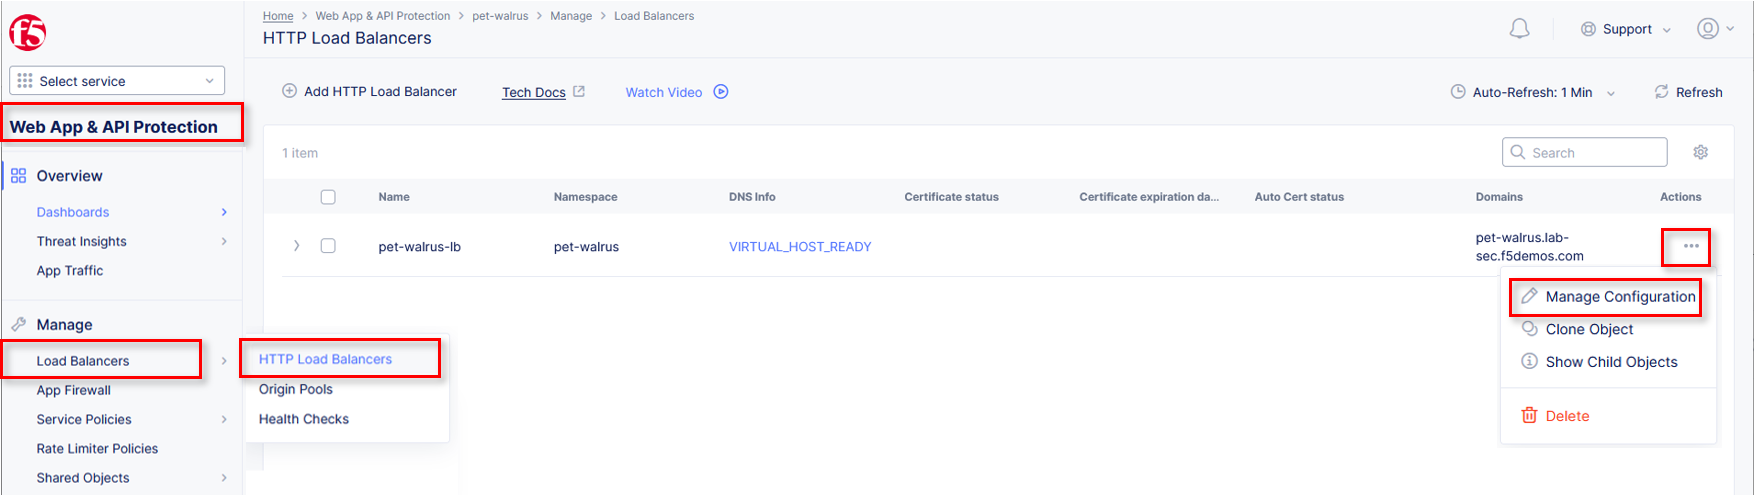 f5
Home > Web App & API Protection > pet-walrus > Manage > Load Balancers
HTTP Load Balancers
Support
Select service
Add HTTP Load Balancer
Tech Docs
Watch Video
Auto-Refresh: 1 Min
Refresh
Web App & API Protection
1 item
Search
Overview
Dashboards
Threat Insights
App Traffic
Name Namespace DNS Info Certificate status Certificate expiration da... Auto Cert status Domains Actions
pet-walrus-lb pet-walrus VIRTUAL_HOST_READY pet-walrus.lab-
sec.f5demos.com
Manage Configuration
Clone Object
Show Child Objects
Delete
Manage
Load Balancers
App Firewall
Service Policies
Rate Limiter Policies
Shared Objects
HTTP Load Balancers
Origin Pools
Health Checks